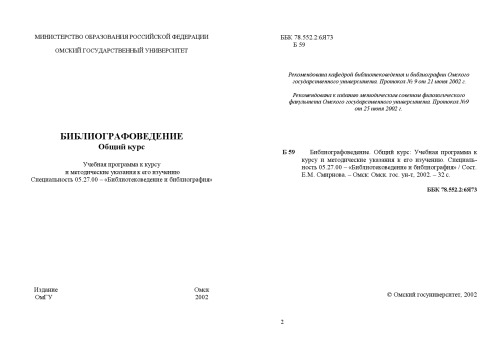 МИНИСТЕРСТВО ОБРАЗОВАНИЯ РОССИЙСКОЙ ФЕДЕРАЦИИ
ОМСКИЙ ГОСУДАРСТВЕННЫЙ УНИВЕРСИТЕТ
БИБЛИОГРАФОВЕДЕНИЕ
Общий курс
Учебная программа к курсу
и методические указания к его изучению
Специальность 05.27.00 – «Библиотековедение и библиография»
Издание Омск
ОмГУ 2002
ББК 78.552.2:6Я73
Б 59
Рекомендована кафедрой библиотековедения и библиографии Омского
государственного университета. Протокол № 9 от 21 июня 2002 г.
Рекомендована к изданию методическим советом филологического
факультета Омского государственного университета. Протокол №9
от 25 июня 2002 г.
Б 59 Библиографоведение. Общий курс: Учебная программа к
курсу и методические указания к его изучению. Специаль-
ность 05.27.00 – «Библиотековедение и библиография» / Сост.
Е.М. Смирнова. – Омск: Омск. гос. ун-т, 2002. – 32 с.
ББК 78.552.2:6Я73
© Омский госуниверситет, 2002
2